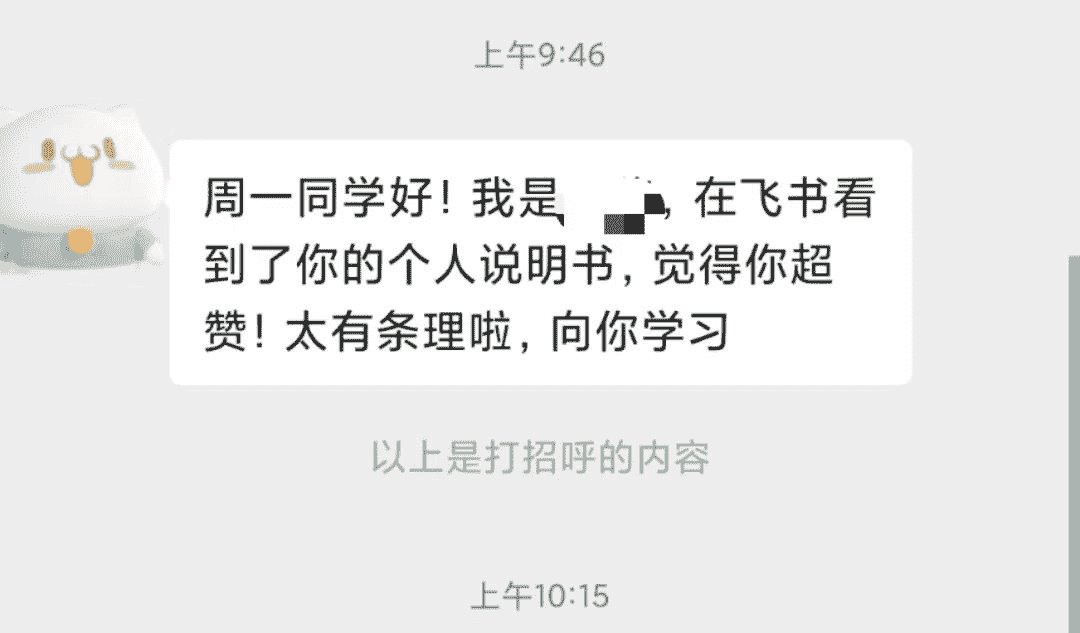 上午9:46
周一同学好！我是，在飞书看
到了你的个人说明书，觉得你超
赞！太有条理啦，向你学习
以上是打招呼的内容
上午10:15